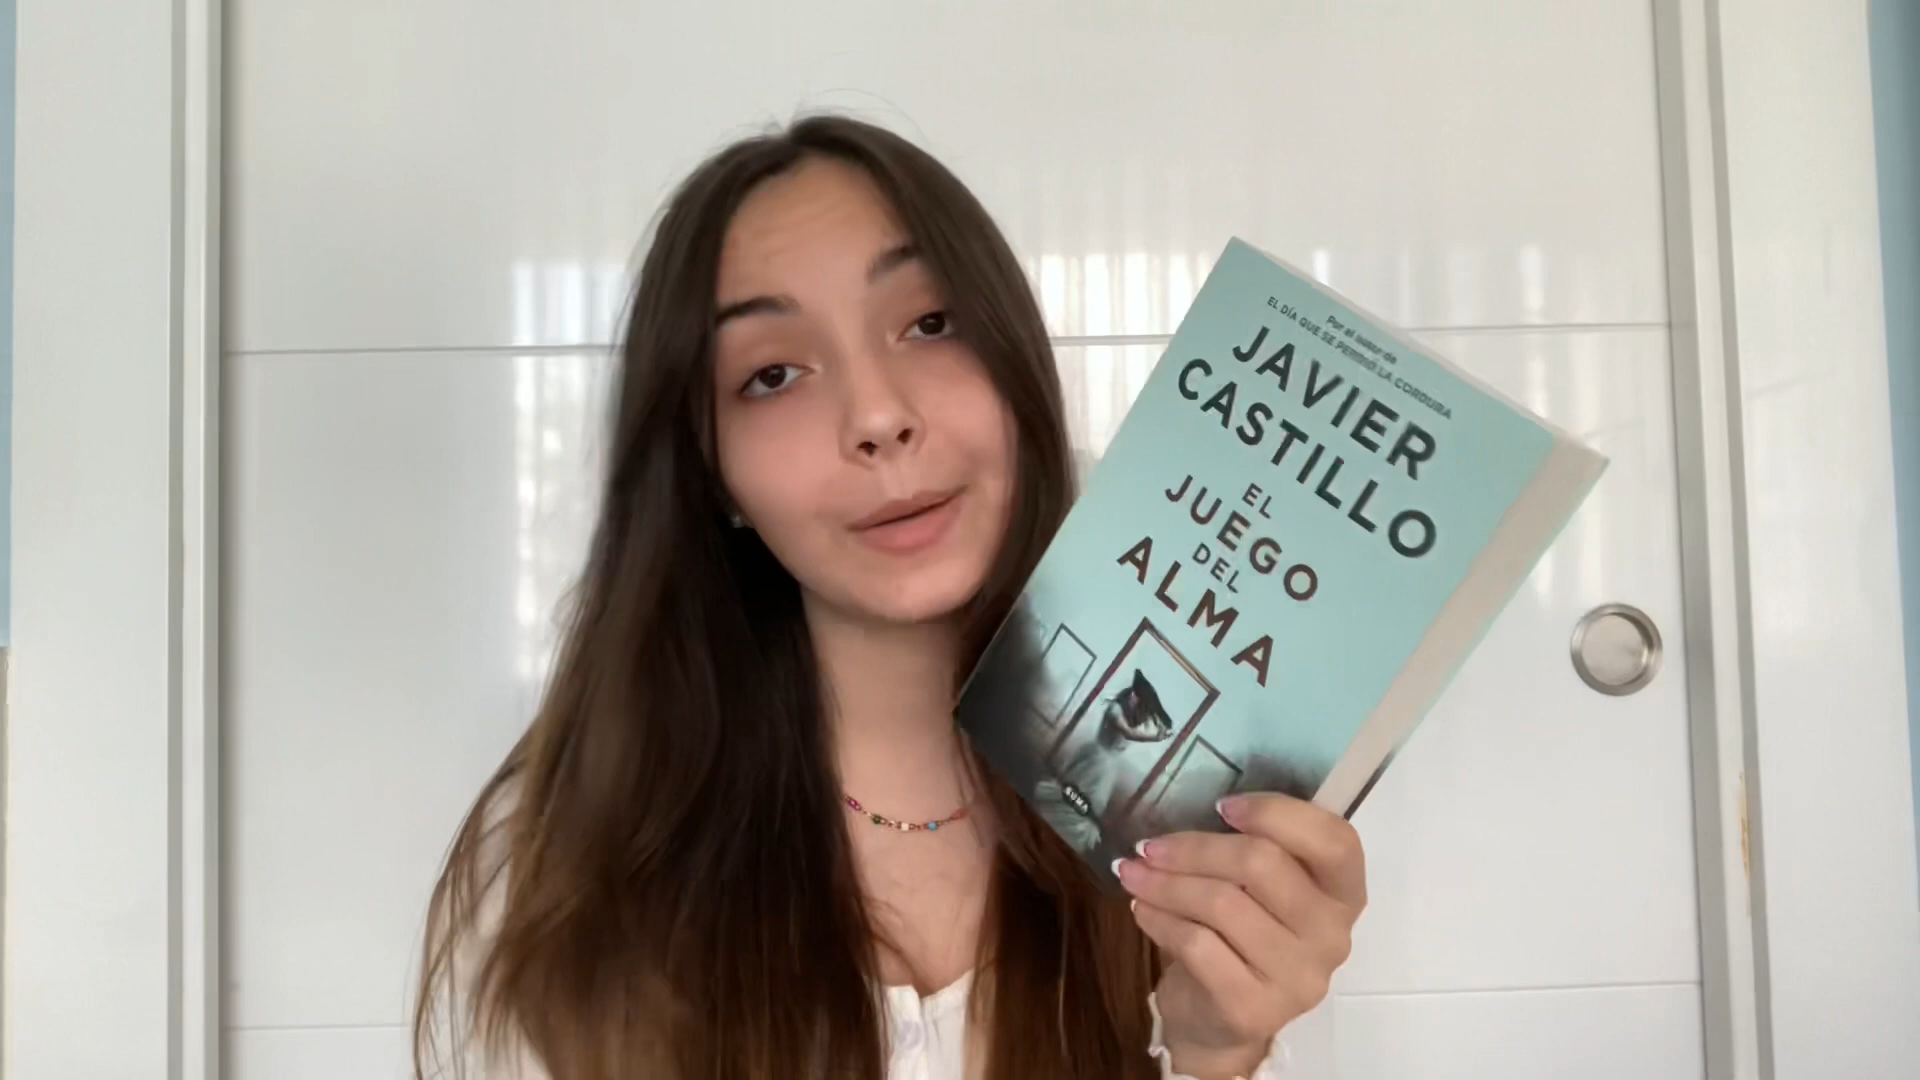 Por el autor de
EL DÍA QUE SE PERDIÓ LA CORDURA
JAVIER
CASTILLO
EL
JUEGO
DEL
ALMA
SUMA